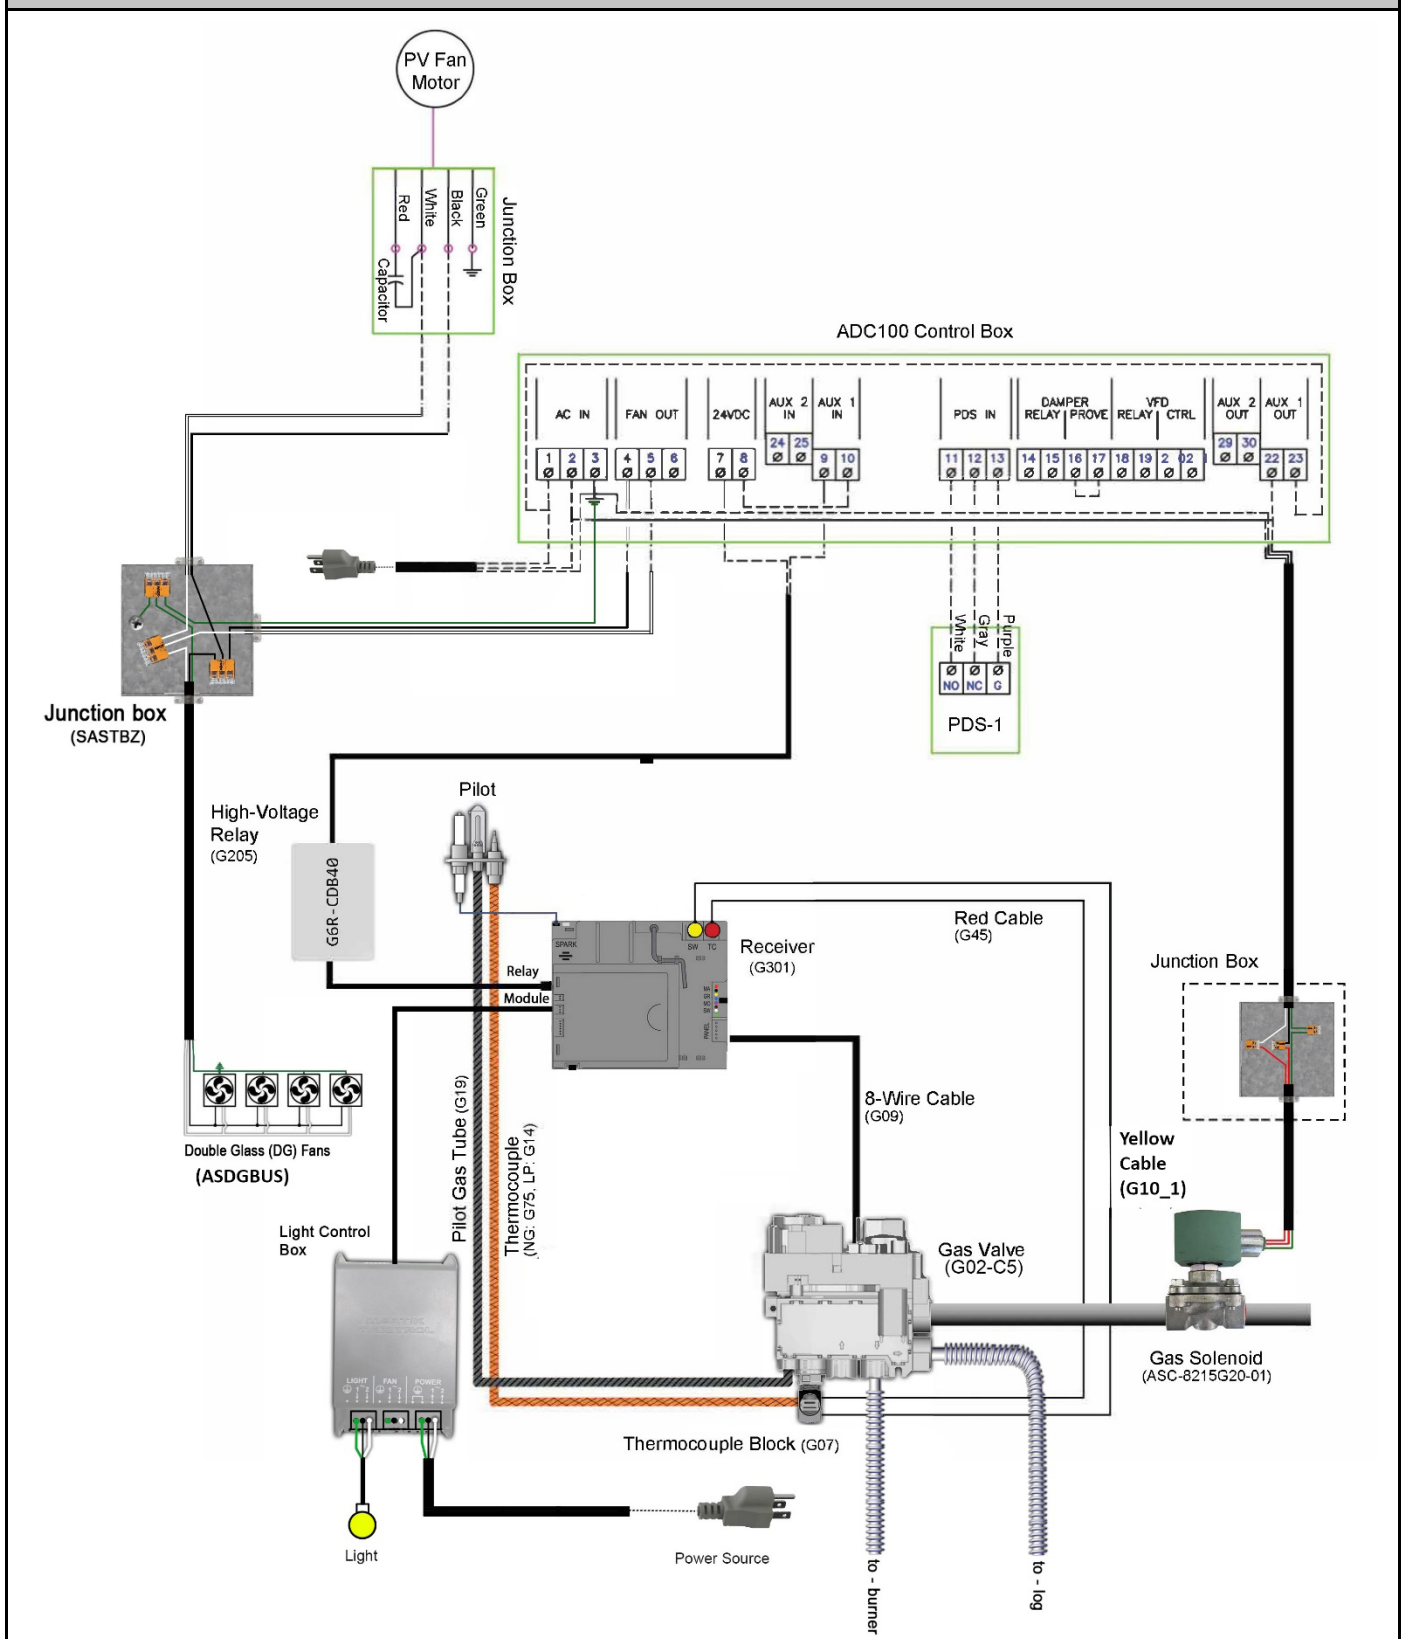 PV Fan
Motor
Red
White
Black
Green
Capacitor
Junction Box
ADC100 Control Box
AC IN
FAN OUT
24VDC
AUX 2
IN
AUX 1
IN
PDS IN
DAMPER
RELAY PROVE
VFD
RELAY CTRL
AUX 2
OUT
AUX 1
OUT
1 2 3
4 5 6
7 8
24 25
9 10
11 12 13
14 15 16 17 18 19 2 02
29 30
22 23
White
Gray
Purple
NO NC G
PDS-1
Junction box
(SASTBZ)
High-Voltage
Relay
(G205)
G6R-CDB40
Pilot
SPARK
SW TC
Receiver
(G301)
Red Cable
(G45)
Relay
Module
PANEL
Junction Box
8-Wire Cable
(G09)
Yellow
Cable
(G10_1)
Double Glass (DG) Fans
(ASDGBUS)
Pilot Gas Tube (G19)
Thermocouple
(NG: G75, LP: G14)
Light Control
Box
LIGHT FAN POWER
Gas Valve
(G02-C5)
Gas Solenoid
(ASC-8215G20-01)
Thermocouple Block (G07)
Light
Power Source
to - burner
to - log